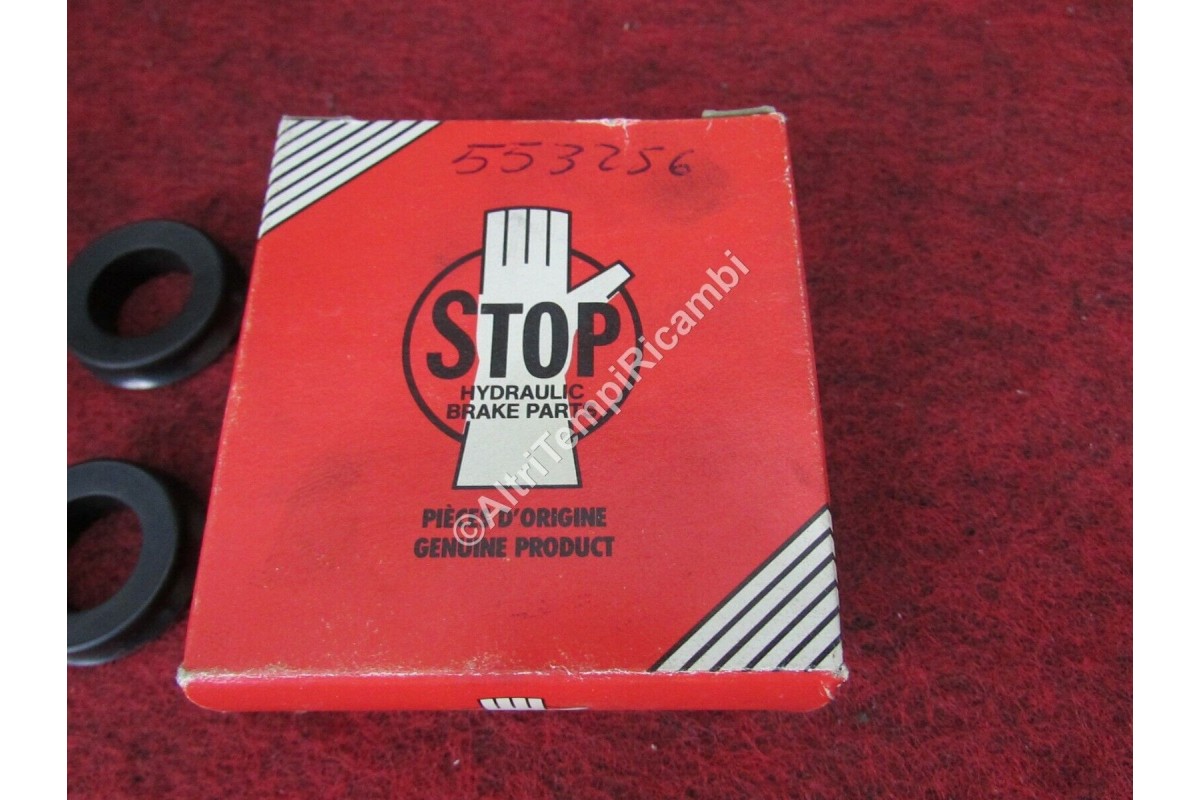 553256
STOP
HYDRAULIC
BRAKE PARTS
PIÈCES D'ORIGINE
GENUINE PRODUCT
©AltriTempiRicambi